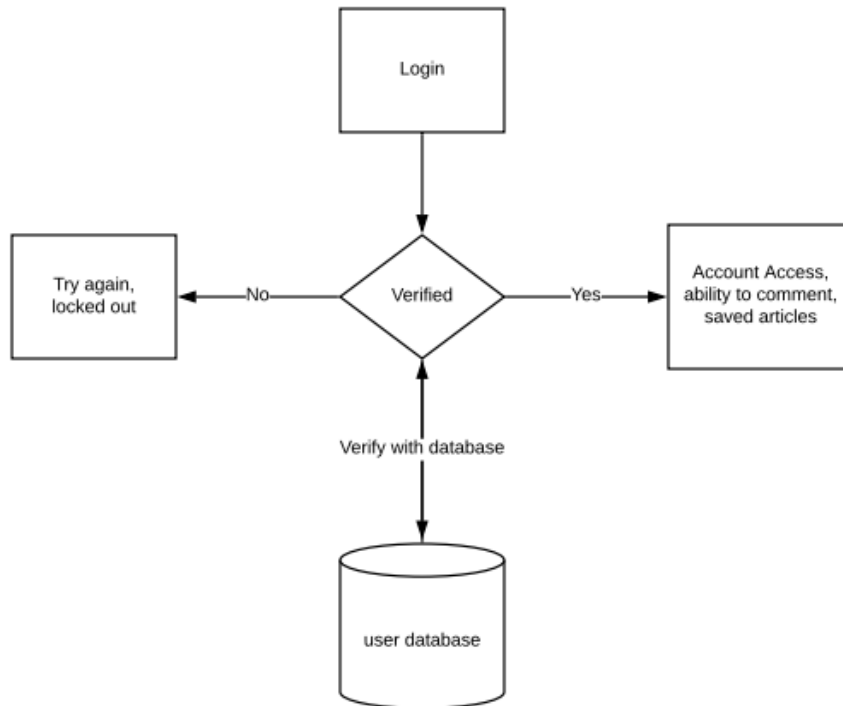 Login
Try again,
locked out
No
Verified
Yes
Account Access,
ability to comment,
saved articles
Verify with database
user database